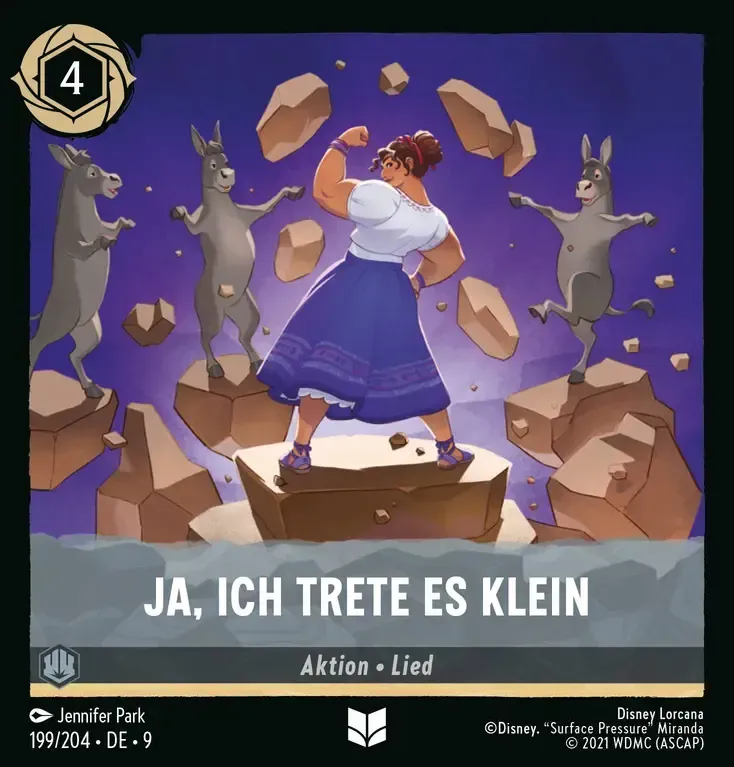 4
JA, ICH TRETE ES KLEIN
Aktion • Lied
Jennifer Park
199/204 • DE • 9
Disney Lorcana
©Disney. "Surface Pressure" Miranda
© 2021 WDMC (ASCAP)